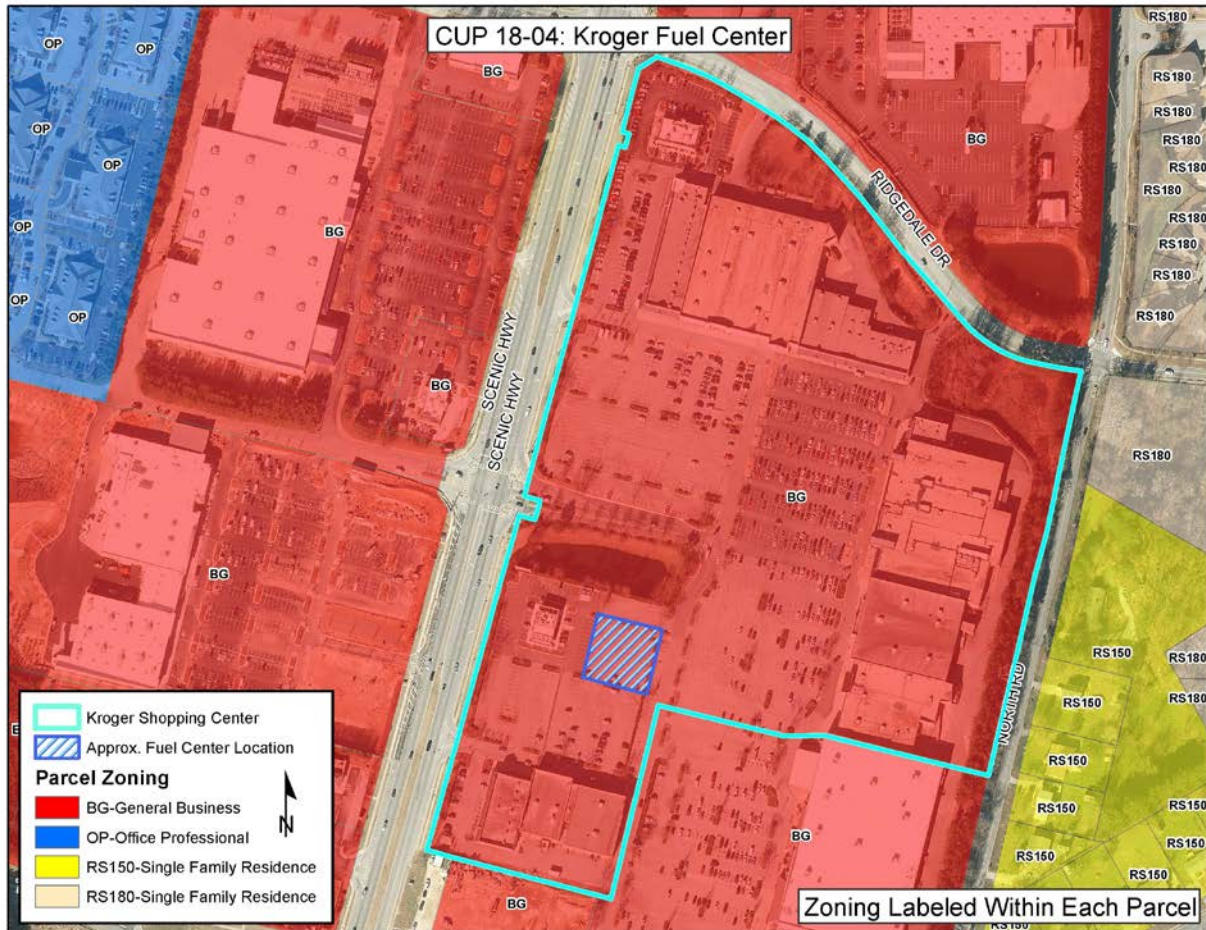 CUP 18-04: Kroger Fuel Center
OP
OP
BG
RS180
RS180
RS180
RS180
OP
OP
BG
RS180
RS180
RS180
RIDGEDALE DR
OP
BG
RS180
OP
RS180
OP
RS180
SCENIC HWY
SCENIC HWY
BG
RS180
BG
BG
RS150
RS180
RS180
NORTH RD
RS150
RS150
RS150
RS150
RS150
RS150
RS150
BG
BG
RS150
Kroger Shopping Center
Approx. Fuel Center Location
Parcel Zoning
N
BG-General Business
OP-Office Professional
RS150-Single Family Residence
RS180-Single Family Residence
Zoning Labeled Within Each Parcel